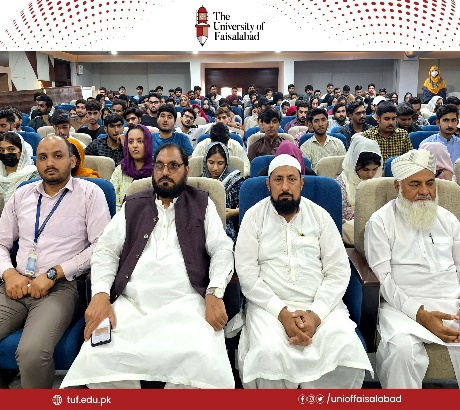 The
University of
Faisalabad
tuf.edu.pk
/unioffaisalabad